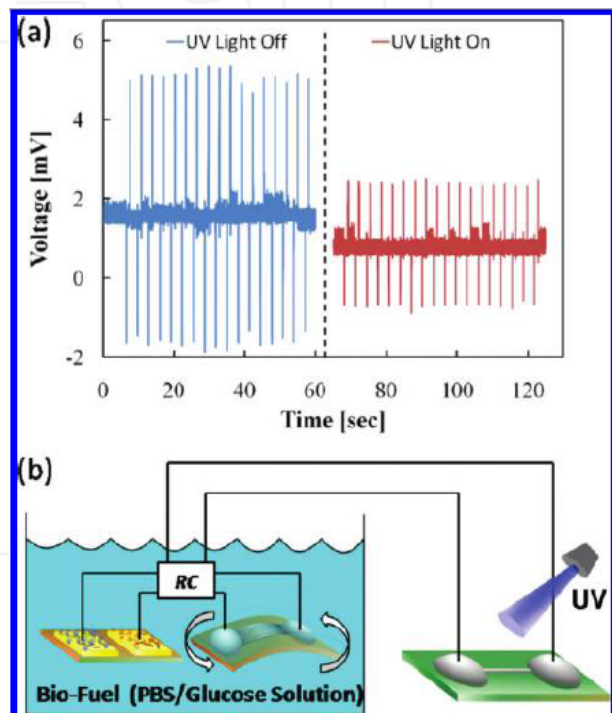 (a)
UV Light Off
UV Light On
Voltage [mV]
6
4
2
0
-2
0
20
40
60
80
100
120
Time [sec]
(b)
RC
UV
Bio-Fuel (PBS/Glucose Solution)